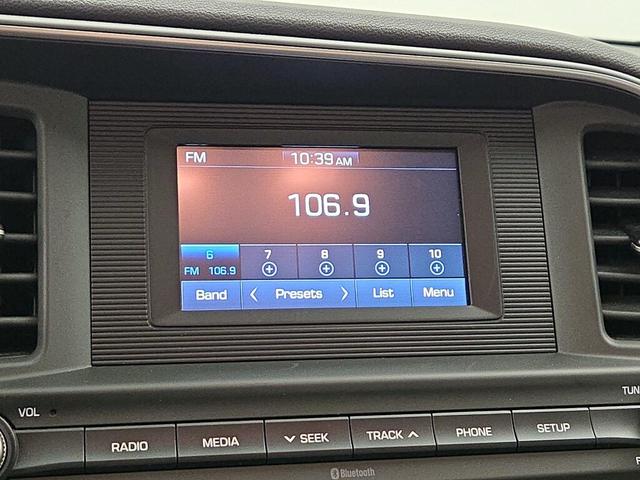 FM 10:39 AM
106.9
6 7 8 9 10
FM 106.9
Band < Presets > List Menu
VOL
RADIO MEDIA SEEK TRACK PHONE SETUP
Bluetooth